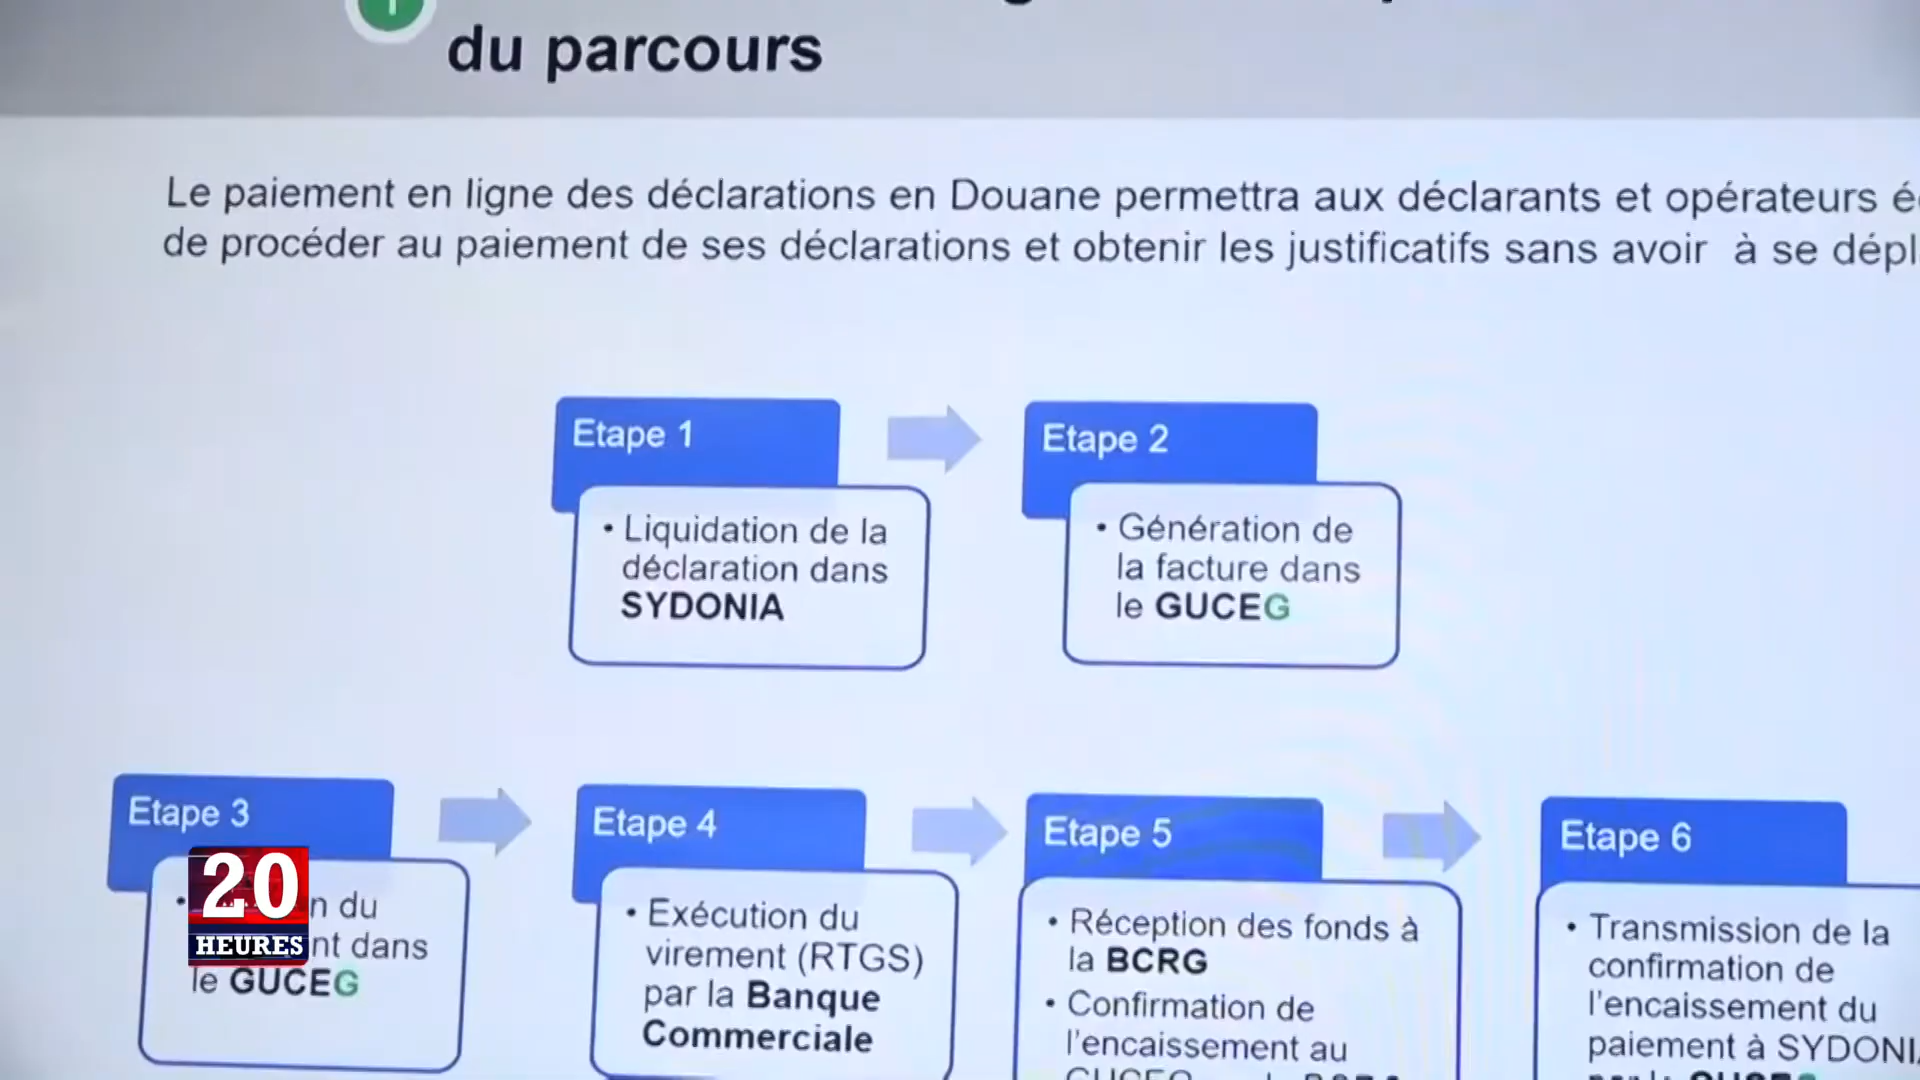 du parcours
Le paiement en ligne des déclarations en Douane permettra aux déclarants et opérateurs
de procéder au paiement de ses déclarations et obtenir les justificatifs sans avoir à se
Etape 1
• Liquidation de la
déclaration dans
SYDONIA
Etape 2
• Génération de
la facture dans
le GUCEG
Etape 3
• du
dans
le GUCEG
Etape 4
• Exécution du
virement (RTGS)
par la Banque
Commerciale
Etape 5
• Réception des fonds à
la BCRG
• Confirmation de
l'encaissement au
Etape 6
• Transmission de la
confirmation de
l'encaissement du
paiement à
20
HEURES